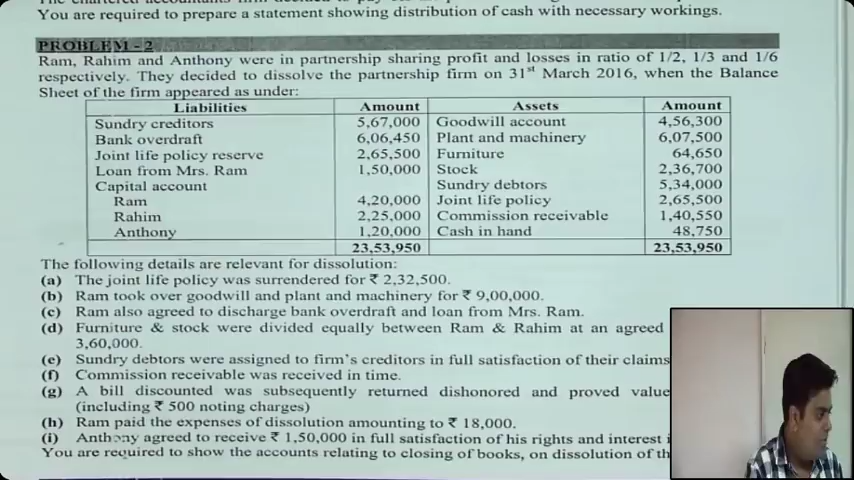 You are required to prepare a statement showing distribution of cash with necessary workings.
PROBLEM - 2
Ram, Rahim and Anthony were in partnership sharing profit and losses in ratio of 1/2, 1/3 and 1/6
respectively. They decided to dissolve the partnership firm on 31st March 2016, when the Balance
Sheet of the firm appeared as under:
Liabilities Amount Assets Amount
Sundry creditors 5,67,000 Goodwill account 4,56,300
Bank overdraft 6,06,450 Plant and machinery 6,07,500
Joint life policy reserve 2,65,500 Furniture 64,650
Loan from Mrs. Ram 1,50,000 Stock 2,36,700
Capital account Sundry debtors 5,34,000
Ram 4,20,000 Joint life policy 2,65,500
Rahim 2,25,000 Commission receivable 1,40,550
Anthony 1,20,000 Cash in hand 48,750
23,53,950 23,53,950
The following details are relevant for dissolution:
(a) The joint life policy was surrendered for ₹ 2,32,500.
(b) Ram took over goodwill and plant and machinery for ₹ 9,00,000.
(c) Ram also agreed to discharge bank overdraft and loan from Mrs. Ram.
(d) Furniture & stock were divided equally between Ram & Rahim at an agreed
3,60,000.
(e) Sundry debtors were assigned to firm's creditors in full satisfaction of their claims
(f) Commission receivable was received in time.
(g) A bill discounted was subsequently returned dishonored and proved value
(including ₹ 500 noting charges)
(h) Ram paid the expenses of dissolution amounting to ₹ 18,000.
(i) Anthony agreed to receive ₹ 1,50,000 in full satisfaction of his rights and interest
You are required to show the accounts relating to closing of books, on dissolution of